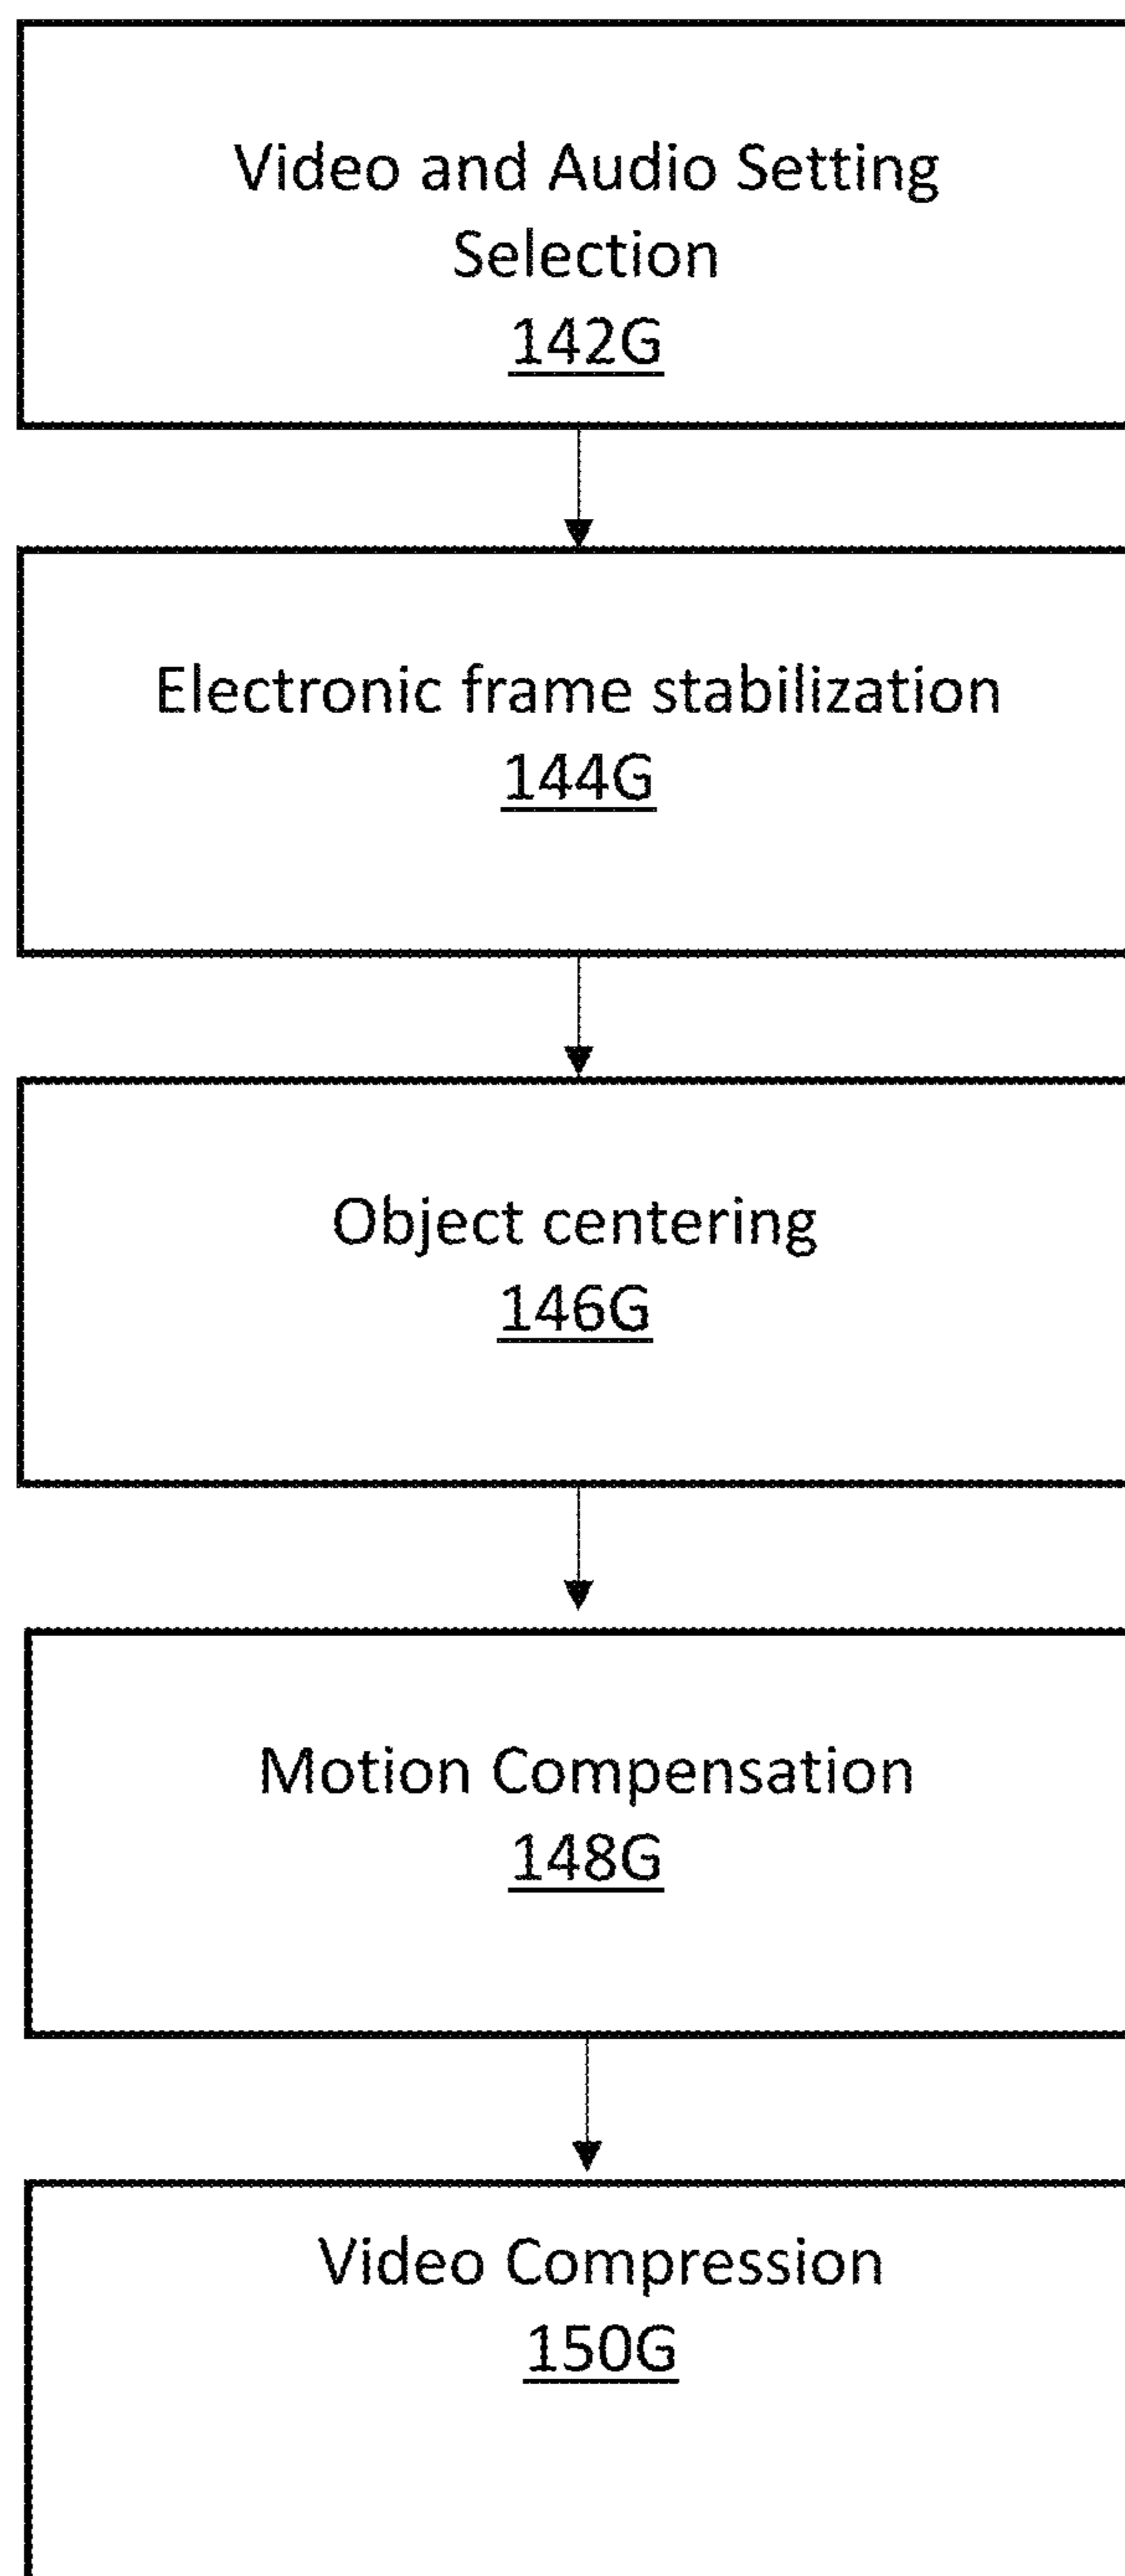 Video and Audio Setting
Selection
142G
Electronic frame stabilization
144G
Object centering
146G
Motion Compensation
148G
Video Compression
150G